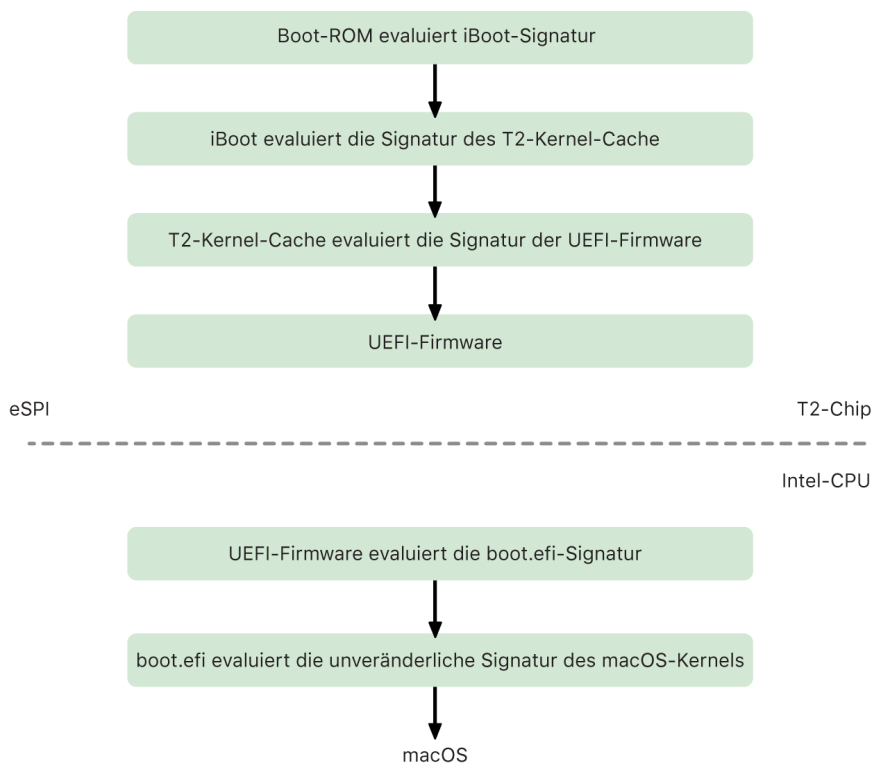 Boot-ROM evaluiert iBoot-Signatur
iBoot evaluiert die Signatur des T2-Kernel-Cache
T2-Kernel-Cache evaluiert die Signatur der UEFI-Firmware
UEFI-Firmware
eSPI
T2-Chip
Intel-CPU
UEFI-Firmware evaluiert die boot.efi-Signatur
boot.efi evaluiert die unveränderliche Signatur des macOS-Kernels
macOS